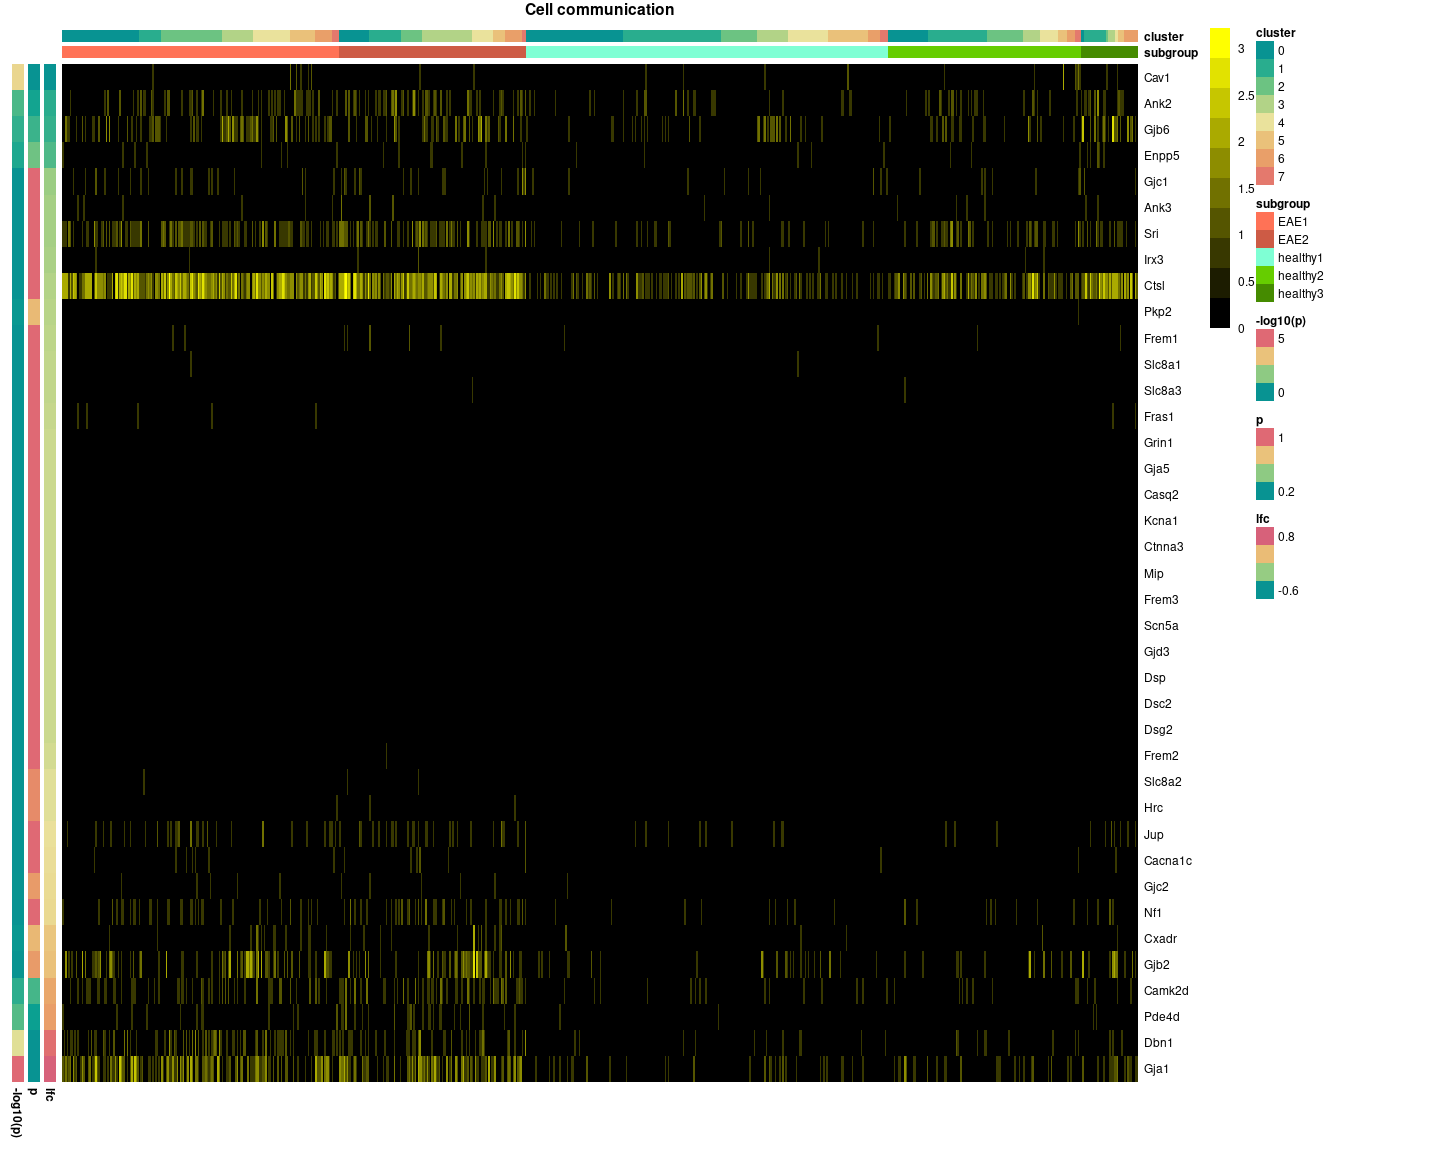 Cell communication
cluster
subgroup
Cav1
Ank2
Gjb6
Enpp5
Gjc1
Ank3
Sri
Irx3
Ctsl
Pkp2
Frem1
Slc8a1
Slc8a3
Fras1
Grin1
Gja5
Casq2
Kcna1
Ctnna3
Mip
Frem3
Scn5a
Gjd3
Dsp
Dsc2
Dsg2
Frem2
Slc8a2
Hrc
Jup
Cacna1c
Gjc2
Nf1
Cxadr
Gjb2
Camk2d
Pde4d
Dbn1
Gja1
-log10(p)
p
lfc
3
2.5
2
1.5
1
0.5
0
cluster
0
1
2
3
4
5
6
7
subgroup
EAE1
EAE2
healthy1
healthy2
healthy3
-log10(p)
5
0
p
1
0.2
lfc
0.8
-0.6